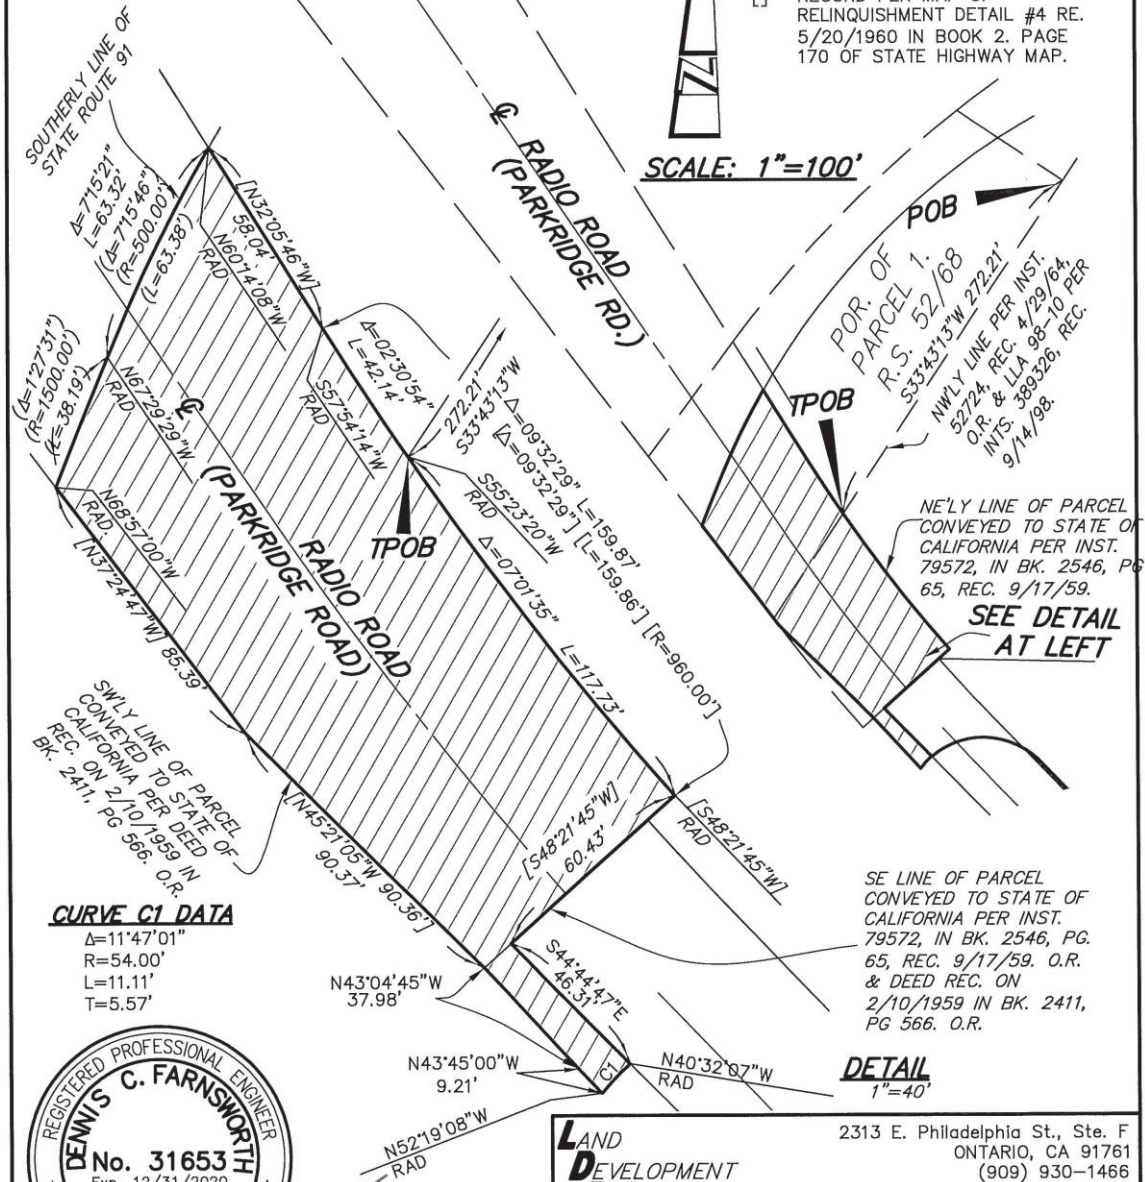 RELINQUISHMENT DETAIL #4 RE.
5/20/1960 IN BOOK 2. PAGE
170 OF STATE HIGHWAY MAP.
[]
SOUTHERLY LINE OF
STATE ROUTE 91
N
SCALE: 1"=100'
℄ RADIO ROAD
(PARKRIDGE RD.)
POB
Δ=7°15'21"
L=63.32'
(Δ=7°15'46")
(R=500.00')
(L=63.38')
[N32°05'46"W]
58.04'
N60°14'08"W
RAD
POR. OF
PARCEL 1.
R.S. 52/68
S33°43'13"W 272.21'
NW'LY LINE PER INST.
52724, REC. 4/29/64,
O.R. & LLA 98-10 PER
INTS. 389326, REC.
9/14/98.
Δ=02°30'54"
L=42.14'
S57°54'14"W
RAD
272.21'
S33°43'13"W
(Δ=1°27'31")
(R=1500.00')
(K=38.19')
N67°29'29"W
RAD
℄
RADIO ROAD
(PARKRIDGE ROAD)
TPOB
TPOB
Δ=09°32'29" L=159.87'
[Δ=09°32'29"] [L=159.86'] [R=960.00']
S55°23'20"W
RAD
Δ=07°01'35"
L=117.73'
N68°57'00"W
RAD.
[N37°24'47"W] 85.39'
NE'LY LINE OF PARCEL
CONVEYED TO STATE OF
CALIFORNIA PER INST.
79572, IN BK. 2546, PG
65, REC. 9/17/59.
SEE DETAIL
AT LEFT
SW'LY LINE OF PARCEL
CONVEYED TO STATE OF
CALIFORNIA PER DEED
REC. ON 2/10/1959 IN
BK. 2411, PG 566. O.R.
[N45°21'05"W 90.36']
90.37'
[S48°21'45"W]
60.43'
[S48°21'45"W]
RAD
SE LINE OF PARCEL
CONVEYED TO STATE OF
CALIFORNIA PER INST.
79572, IN BK. 2546, PG.
65, REC. 9/17/59. O.R.
& DEED REC. ON
2/10/1959 IN BK. 2411,
PG 566. O.R.
CURVE C1 DATA
Δ=11°47'01"
R=54.00'
L=11.11'
T=5.57'
N43°04'45"W
37.98'
S44°44'47"E
46.31'
N43°45'00"W
9.21'
C1
N40°32'07"W
RAD
DETAIL
1"=40'
N52°19'08"W
RAD
REGISTERED PROFESSIONAL ENGINEER
DENNIS C. FARNSWORTH
No. 31653
Exp. 12/31/2020
LAND
DEVELOPMENT
2313 E. Philadelphia St., Ste. F
ONTARIO, CA 91761
(909) 930-1466